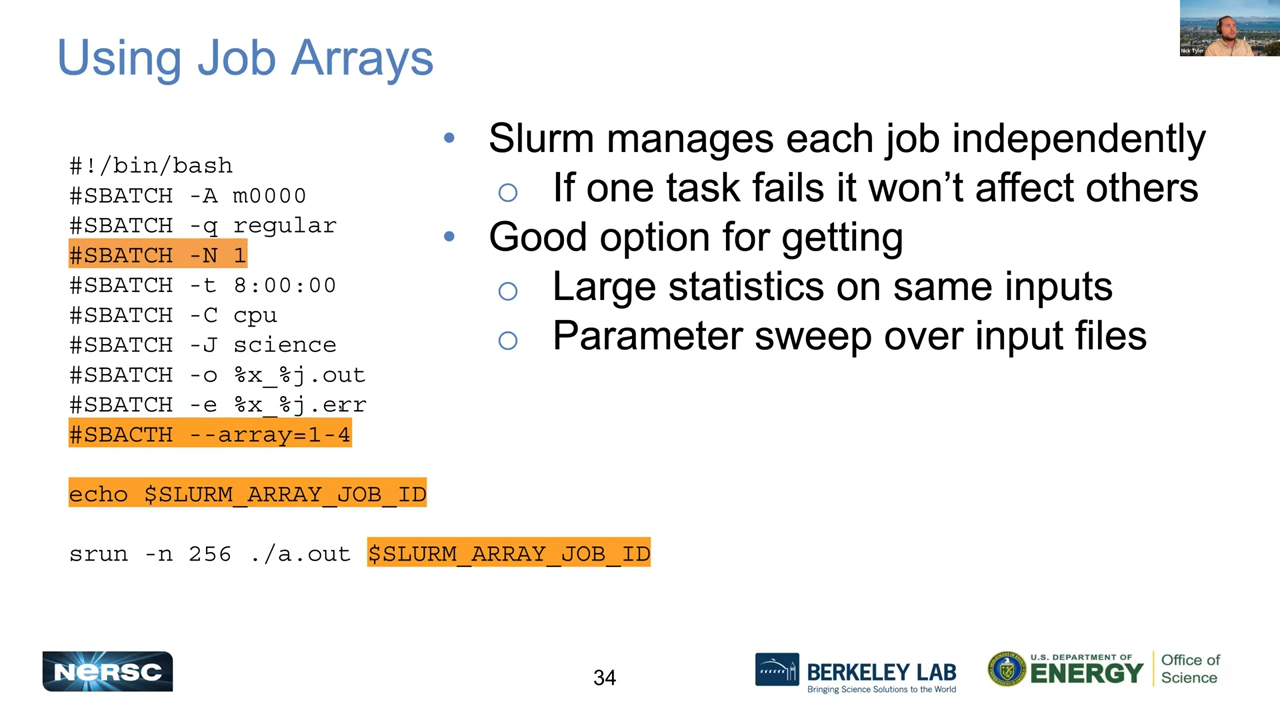 Using Job Arrays
Nick Tyler
#!/bin/bash
#SBATCH -A m0000
#SBATCH -q regular
#SBATCH -N 1
#SBATCH -t 8:00:00
#SBATCH -C cpu
#SBATCH -J science
#SBATCH -o %x_%j.out
#SBATCH -e %x_%j.err
#SBACTH --array=1-4
echo $SLURM_ARRAY_JOB_ID
srun -n 256 ./a.out $SLURM_ARRAY_JOB_ID
• Slurm manages each job independently
o If one task fails it won’t affect others
• Good option for getting
o Large statistics on same inputs
o Parameter sweep over input files
NERSC
34
BERKELEY LAB
Bringing Science Solutions to the World
U.S. DEPARTMENT OF
ENERGY
Office of
Science